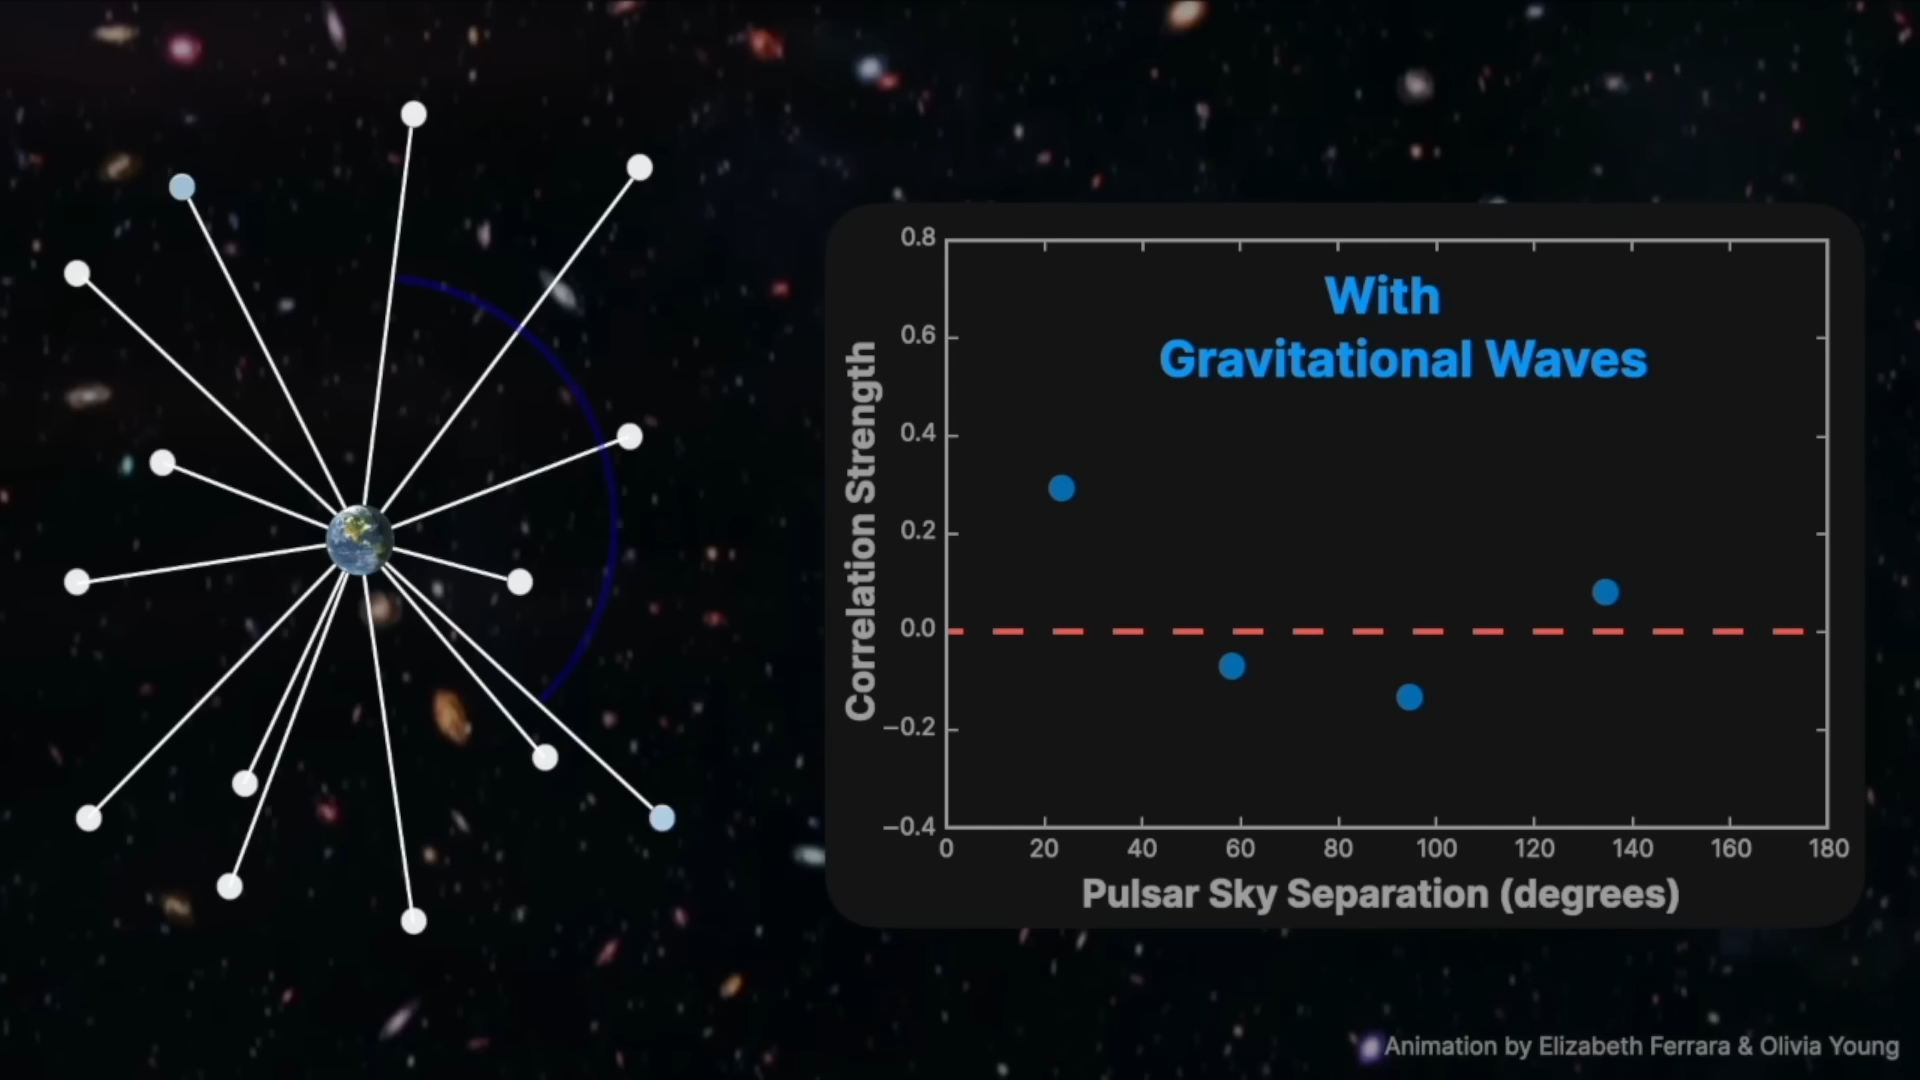 With
Gravitational Waves
Correlation Strength
0.8
0.6
0.4
0.2
0.0
−0.2
−0.4
0 20 40 60 80 100 120 140 160 180
Pulsar Sky Separation (degrees)
Animation by Elizabeth Ferrara & Olivia Young